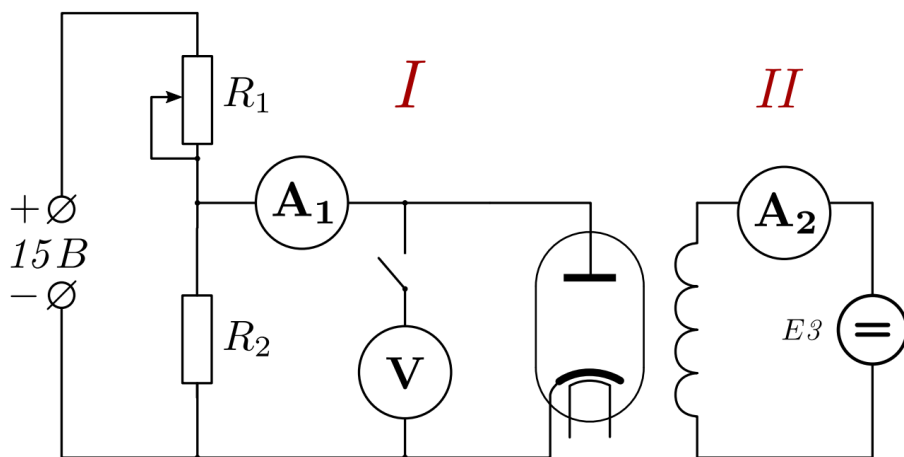 I
II
R1
+
A1
A2
15 В
−
R2
V
E3
=